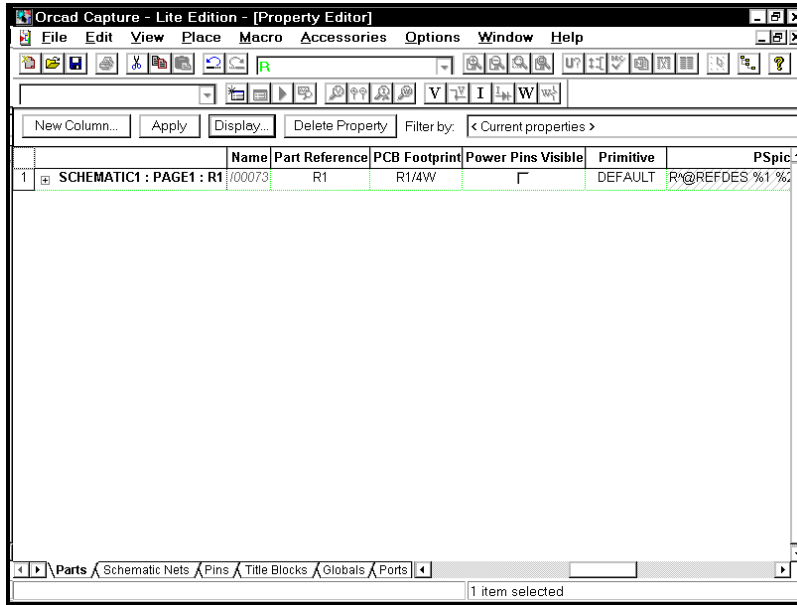 Orcad Capture - Lite Edition - [Property Editor]
File Edit View Place Macro Accessories Options Window Help
R
U?
V I W
New Column... Apply Display... Delete Property Filter by: < Current properties >
Name Part Reference PCB Footprint Power Pins Visible Primitive PSpic
1 SCHEMATIC1 : PAGE1 : R1 /00073 R1 R1/4W DEFAULT R^@REFDES %1 %2
Parts Schematic Nets Pins Title Blocks Globals Ports
1 item selected